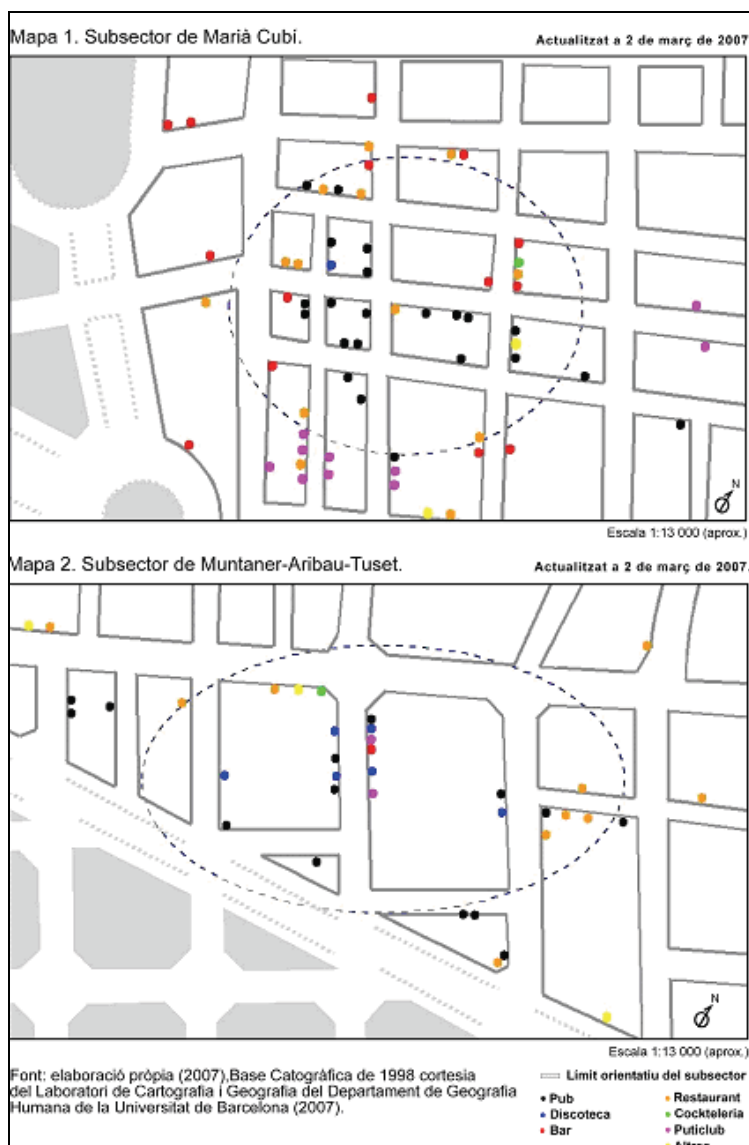 Mapa 1. Subsector de Marià Cubí.
Actualitzat a 2 de març de 2007
N
Escala 1:13 000 (aprox.)
Mapa 2. Subsector de Muntaner-Aribau-Tuset.
Actualitzat a 2 de març de 2007.
N
Escala 1:13 000 (aprox.)
Font: elaboració pròpia (2007),Base Catogràfica de 1998 cortesia
del Laboratori de Cartografia i Geografia del Departament de Geografia
Humana de la Universitat de Barcelona (2007).
Limit orientatiu del subsector
Pub
Restaurant
Discoteca
Cockteleria
Bar
Puticlub
Altres